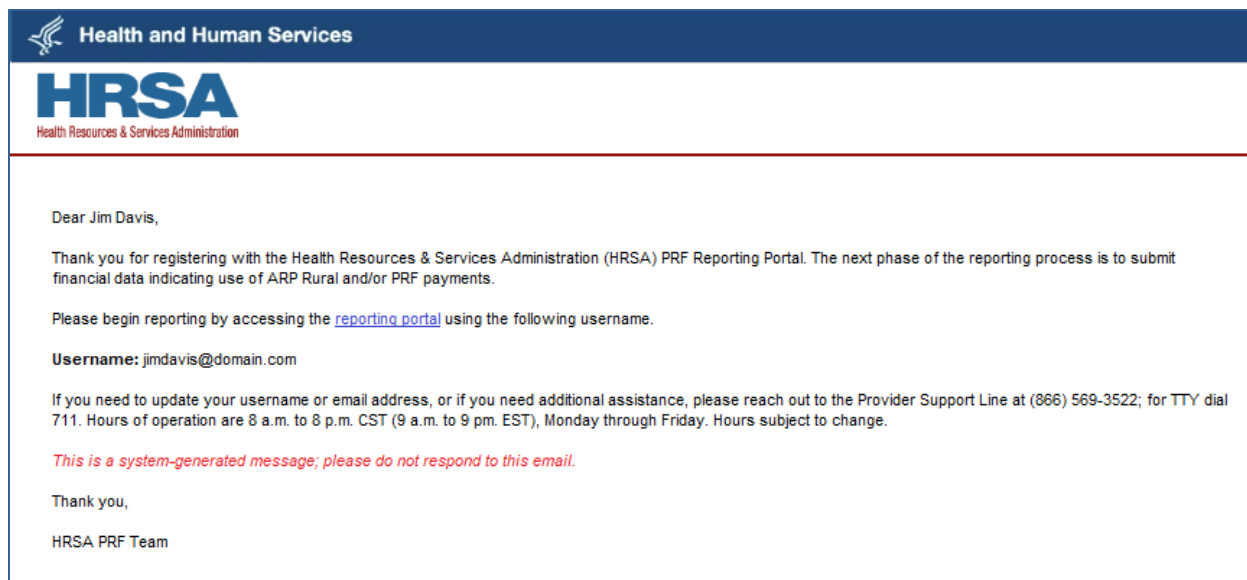 Health and Human Services
HRSA
Health Resources & Services Administration
Dear Jim Davis,
Thank you for registering with the Health Resources & Services Administration (HRSA) PRF Reporting Portal. The next phase of the reporting process is to submit
financial data indicating use of ARP Rural and/or PRF payments.
Please begin reporting by accessing the reporting portal using the following username.
Username: jimdavis@domain.com
If you need to update your username or email address, or if you need additional assistance, please reach out to the Provider Support Line at (866) 569-3522; for TTY dial
711. Hours of operation are 8 a.m. to 8 p.m. CST (9 a.m. to 9 pm. EST), Monday through Friday. Hours subject to change.
This is a system-generated message; please do not respond to this email.
Thank you,
HRSA PRF Team